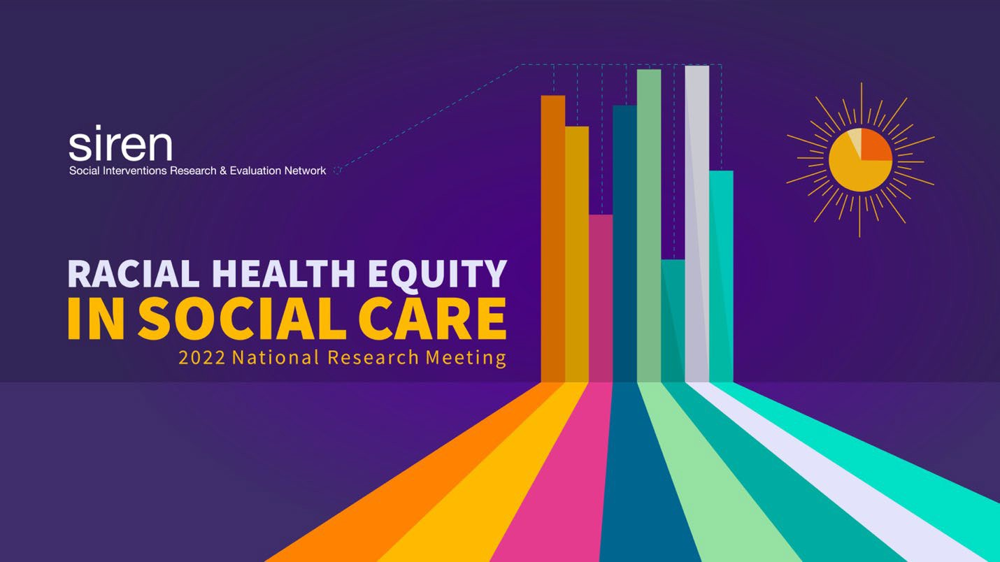 siren
Social Interventions Research & Evaluation Network
RACIAL HEALTH EQUITY
IN SOCIAL CARE
2022 National Research Meeting